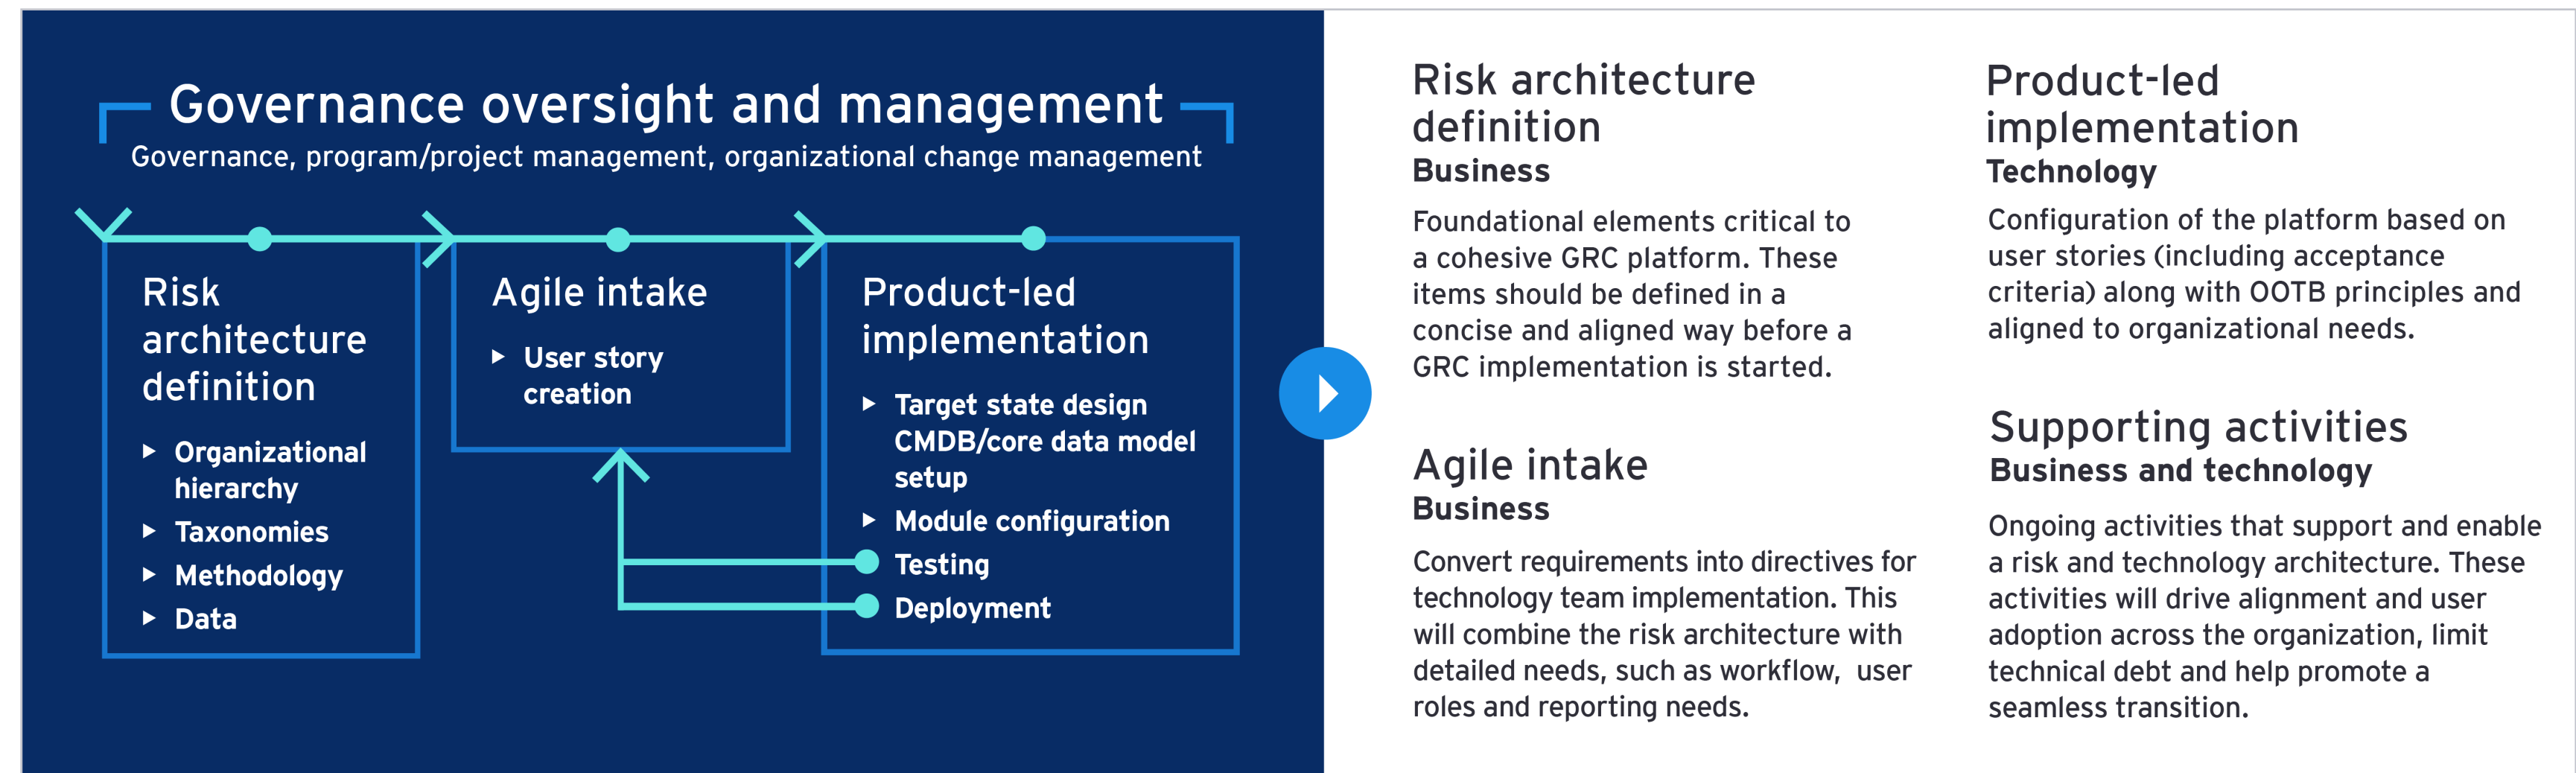 Governance oversight and management
Governance, program/project management, organizational change management
Risk
architecture
definition
Organizational
hierarchy
Taxonomies
Methodology
Data
Agile intake
User story
creation
Product-led
implementation
Target state design
CMDB/core data model
setup
Module configuration
Testing
Deployment
Risk architecture
definition
Business
Foundational elements critical to
a cohesive GRC platform. These
items should be defined in a
concise and aligned way before a
GRC implementation is started.
Agile intake
Business
Convert requirements into directives for
technology team implementation. This
will combine the risk architecture with
detailed needs, such as workflow, user
roles and reporting needs.
Product-led
implementation
Technology
Configuration of the platform based on
user stories (including acceptance
criteria) along with OOTB principles and
aligned to organizational needs.
Supporting activities
Business and technology
Ongoing activities that support and enable
a risk and technology architecture. These
activities will drive alignment and user
adoption across the organization, limit
technical debt and help promote a
seamless transition.